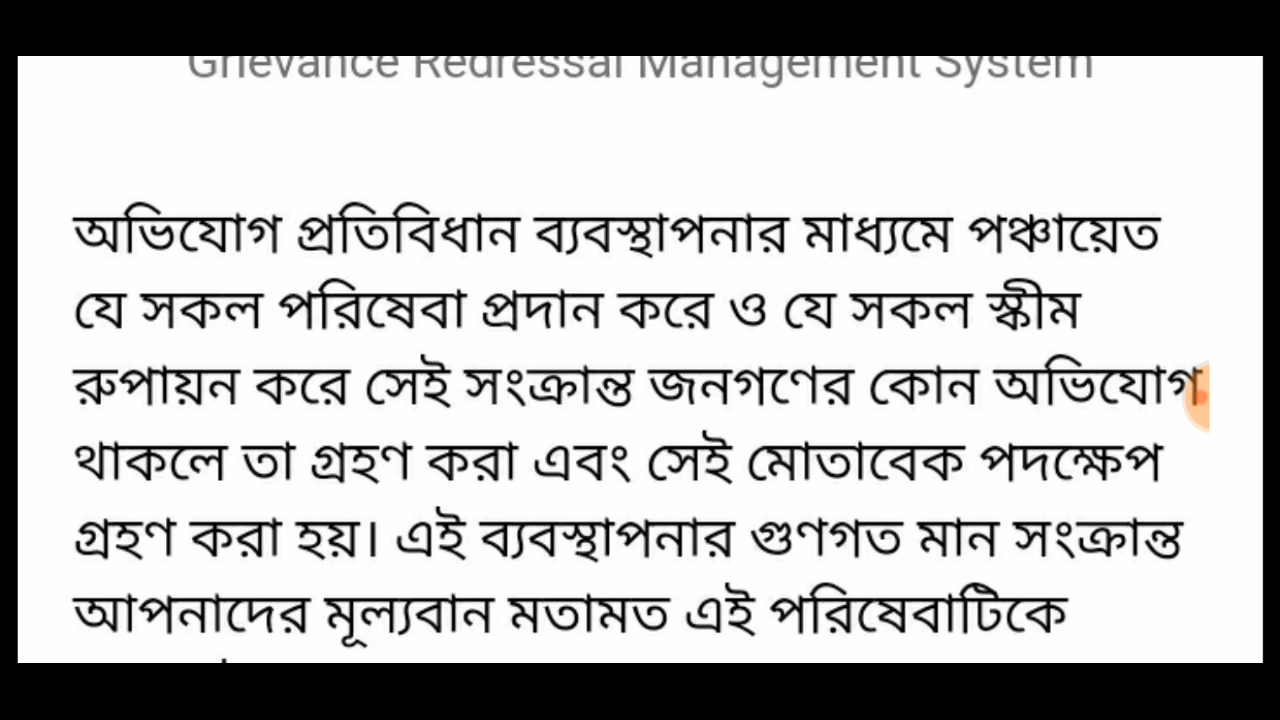 Grievance Redressal Management System
অভিযোগ প্রতিবিধান ব্যবস্থাপনার মাধ্যমে পঞ্চায়েত
যে সকল পরিষেবা প্রদান করে ও যে সকল স্কীম
রুপায়ন করে সেই সংক্রান্ত জনগণের কোন অভিযোগ
থাকলে তা গ্রহণ করা এবং সেই মোতাবেক পদক্ষেপ
গ্রহণ করা হয়। এই ব্যবস্থাপনার গুণগত মান সংক্রান্ত
আপনাদের মূল্যবান মতামত এই পরিষেবাটিকে